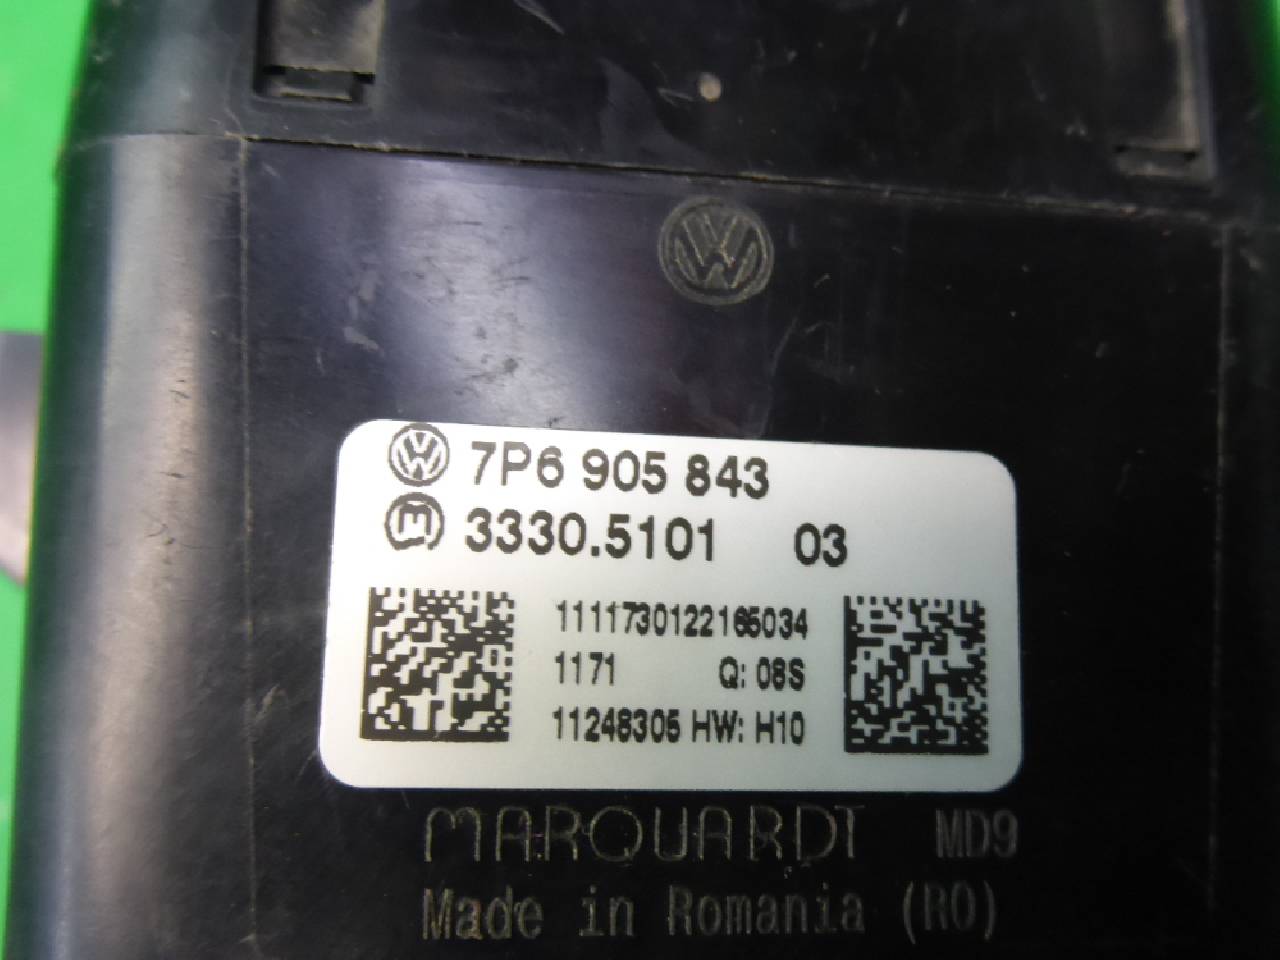 7P6 905 843
3330.5101 03
1111730122165034
1171 Q: 08S
11248305 HW: H10
MARQUARDT MD9
Made in Romania (RO)